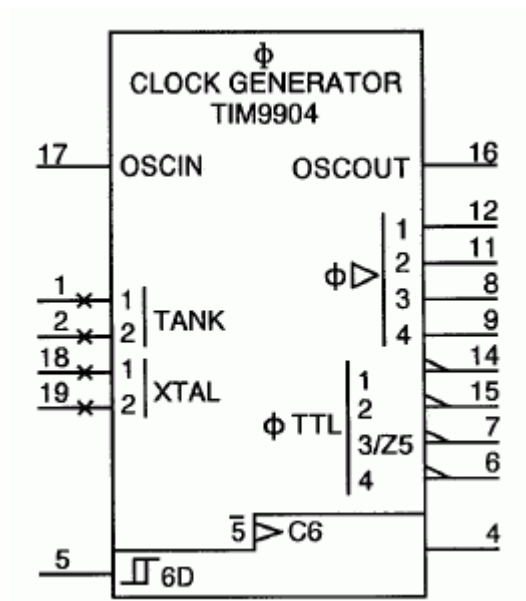 ϕ
CLOCK GENERATOR
TIM9904
17 OSCIN OSCOUT 16
1 12
2 11
ϕ▷
3 8
4 9
1 1 TANK
2 2
18 1 XTAL
19 2
1 14
2 15
ϕ TTL
3/Z5 7
4 6
5̅ > C6
4
5 6D